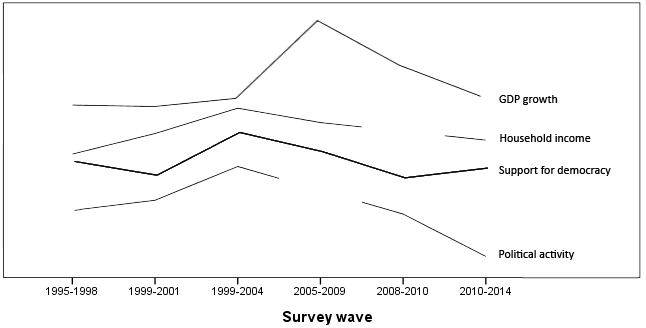 GDP growth
Household income
Support for democracy
Political activity
1995-1998 1999-2001 1999-2004 2005-2009 2008-2010 2010-2014
Survey wave